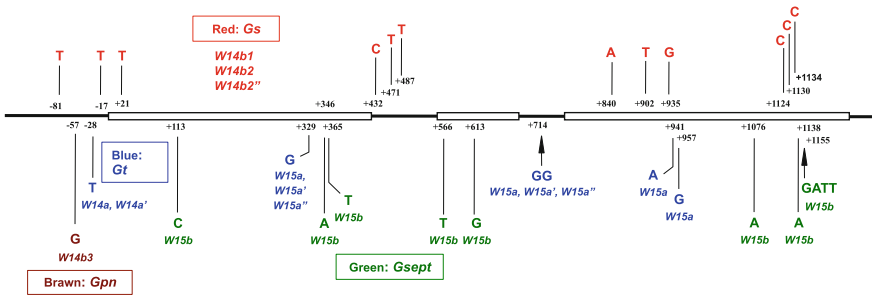 Red: Gs
C
C
C
T T T
C T T
A T G
W14b1
W14b2
W14b2”
+487
+471
+1134
+1130
-81 -17 +21 +346 +432 +840 +902 +935 +1124
-57 -28 +113 +329 +365 +566 +613 +714 +941 +957 +1076 +1138
+1155
Blue:
Gt
T
W14a, W14a’
G
W15a,
W15a’
W15a”
GG
W15a, W15a’, W15a”
A
W15a
G
W15a
GATT
W15b
T
W15b
G
W14b3
C
W15b
A
W15b
T
W15b
G
W15b
A
W15b
A
W15b
Brawn: Gpn
Green: Gsept